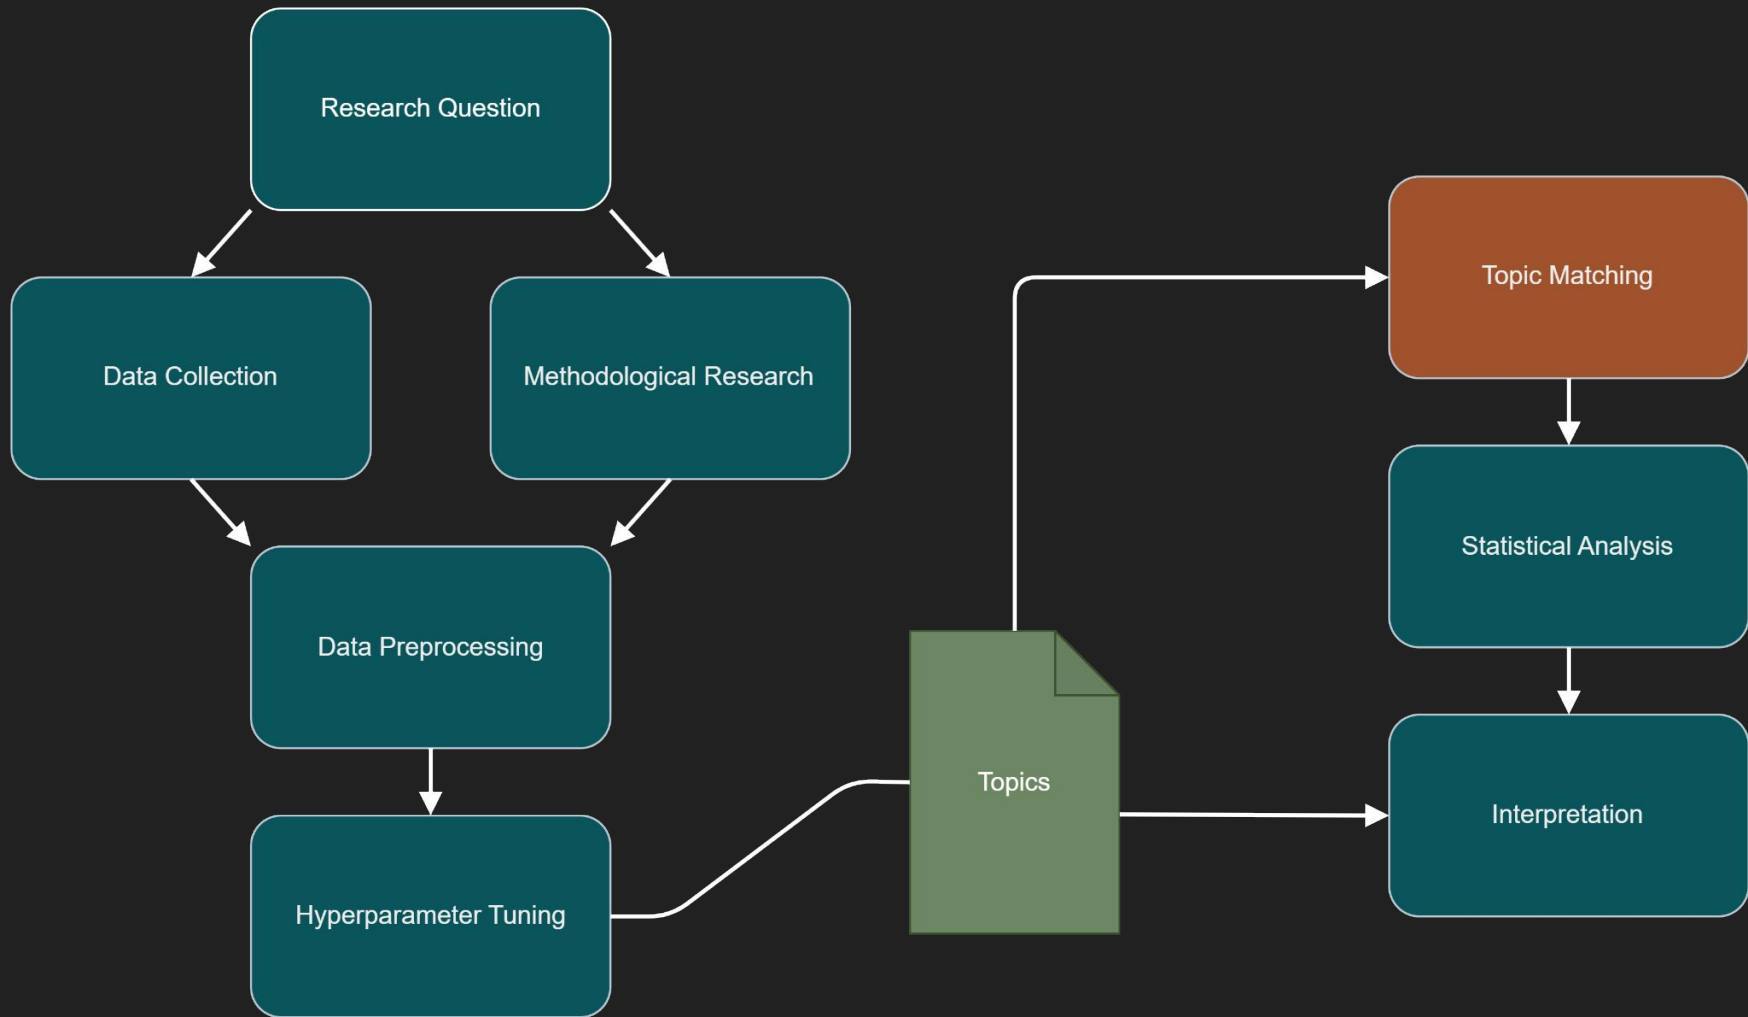 Research Question
Data Collection
Methodological Research
Data Preprocessing
Hyperparameter Tuning
Topics
Topic Matching
Statistical Analysis
Interpretation